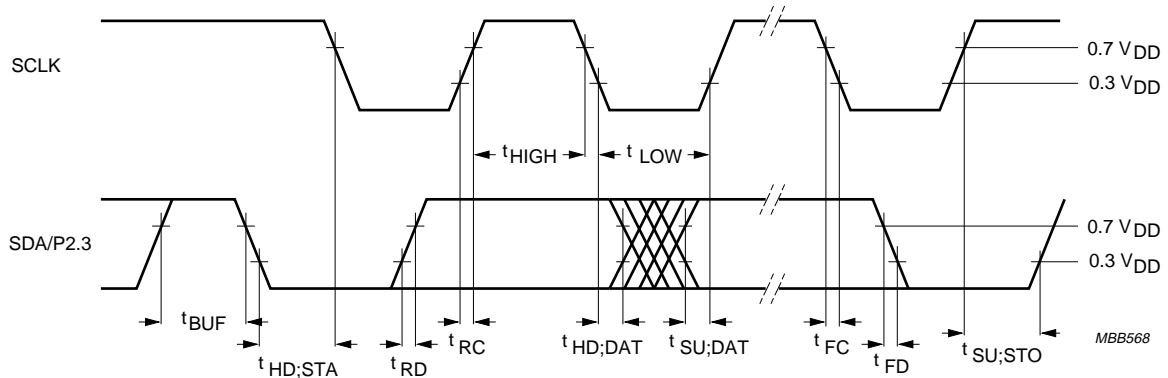 SCLK
0.7 VDD
0.3 VDD
tHIGH
tLOW
SDA/P2.3
0.7 VDD
0.3 VDD
tBUF
tHD;STA
tRD
tRC
tHD;DAT
tSU;DAT
tFC
tFD
tSU;STO
MBB568